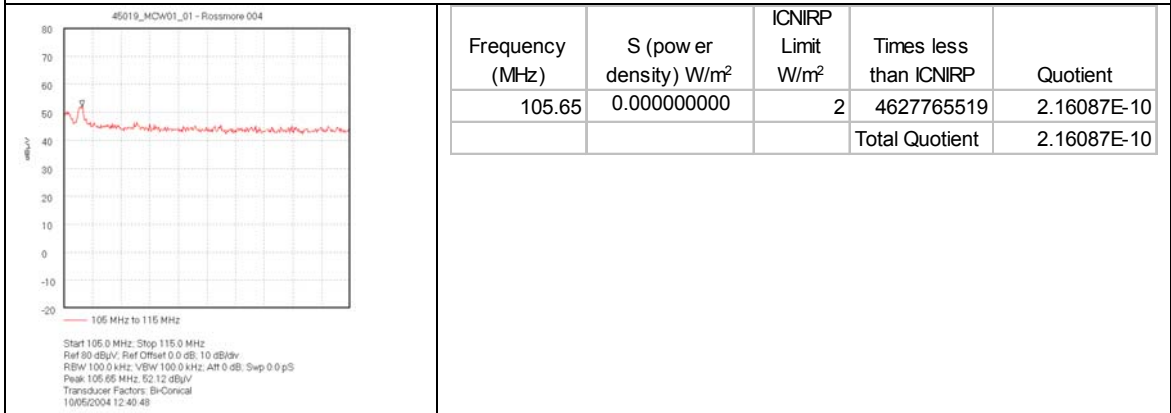 45019_MCW01_01 - Rossmore 004
80
70
60
50
40
30
20
10
0
-10
-20
dBµV
105 MHz to 115 MHz
Start 105.0 MHz; Stop 115.0 MHz
Ref 80 dBµV; Ref Offset 0.0 dB; 10 dB/div
RBW 100.0 kHz; VBW 100.0 kHz; Att 0 dB; Swp 0.0 pS
Peak 105.65 MHz, 52.12 dBµV
Transducer Factors: Bi-Conical
10/05/2004 12:40:48
Frequency (MHz) S (power density) W/m² ICNIRP Limit W/m² Times less than ICNIRP Quotient
105.65 0.000000000 2 4627765519 2.16087E-10
Total Quotient 2.16087E-10